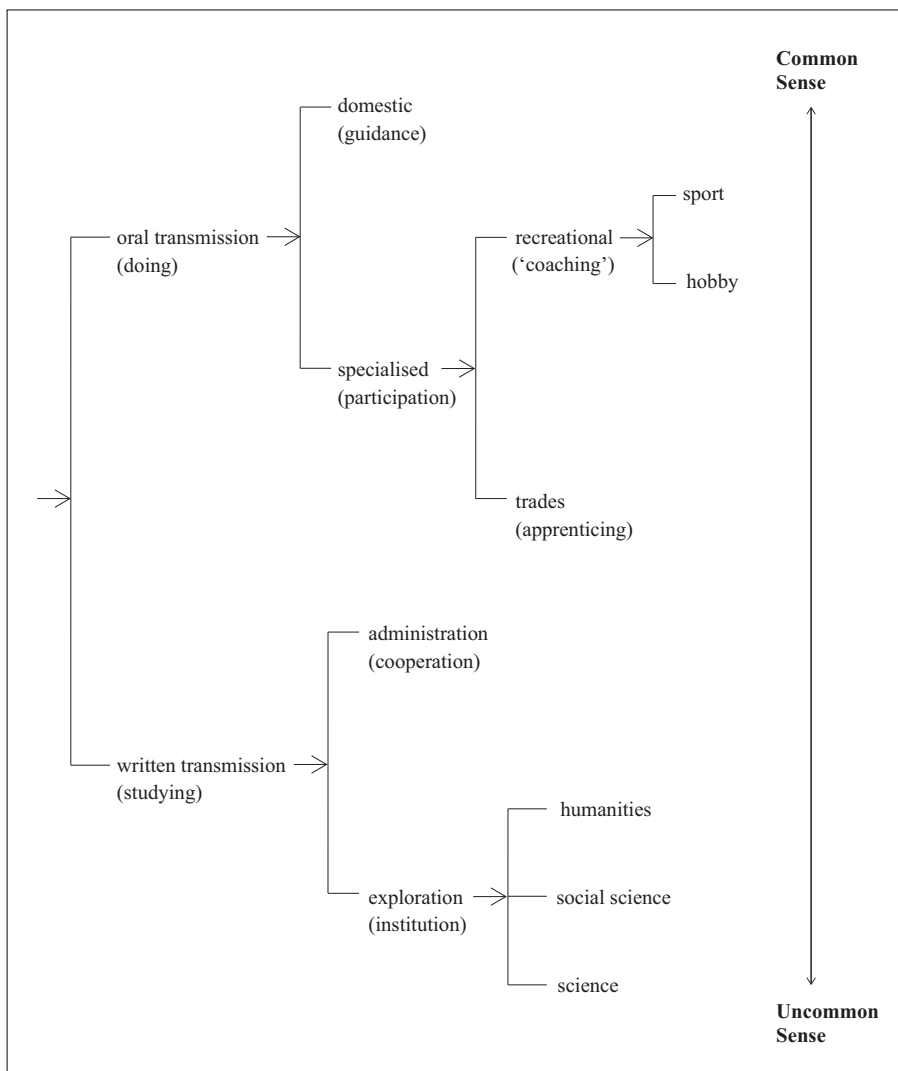 Common
Sense
domestic
(guidance)
sport
oral transmission
(doing)
recreational
(‘coaching’)
hobby
specialised
(participation)
trades
(apprenticing)
administration
(cooperation)
written transmission
(studying)
humanities
exploration
(institution)
social science
science
Uncommon
Sense